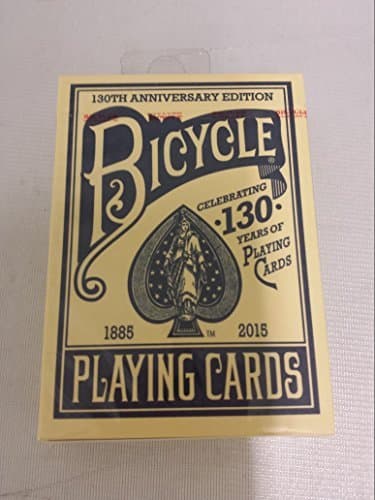 130TH ANNIVERSARY EDITION
BICYCLE®
CELEBRATING
·130·
YEARS OF
PLAYING
CARDS
1885 ™ 2015
PLAYING CARDS